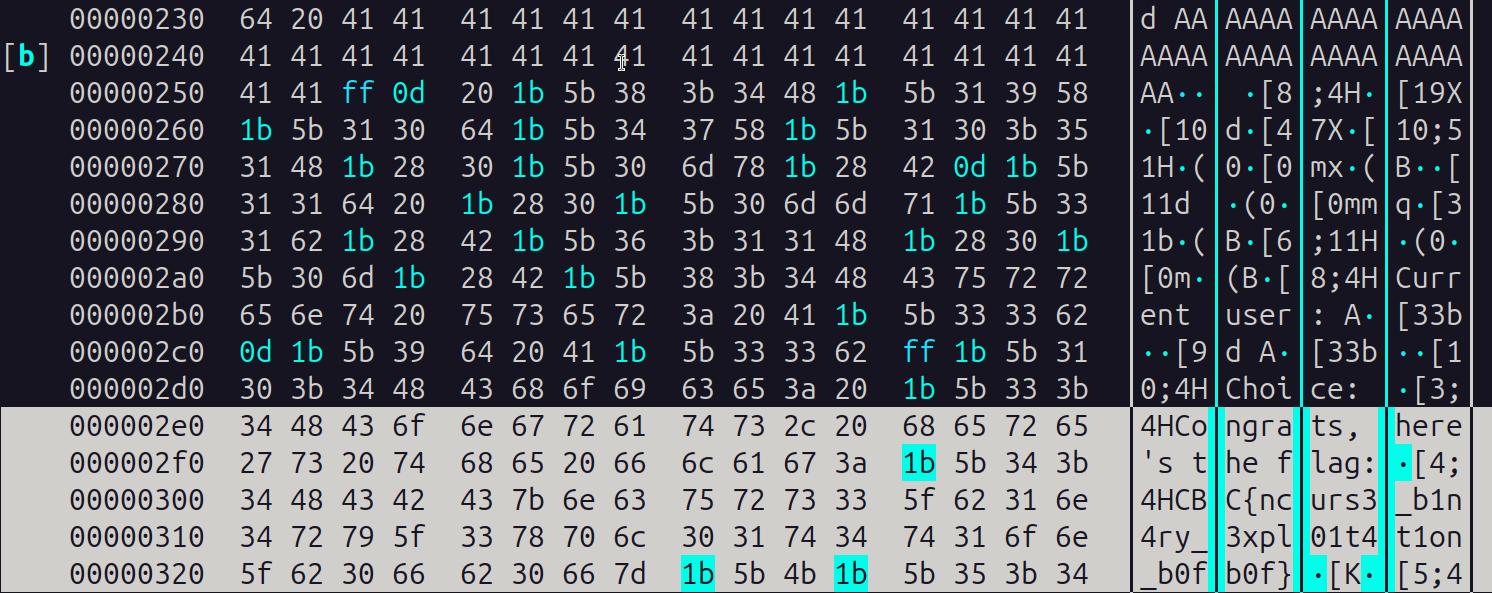 00000230 64 20 41 41 41 41 41 41 41 41 41 41 41 41 41 41 d AA AAAA AAAA AAAA
[b] 00000240 41 41 41 41 41 41 41 41 41 41 41 41 41 41 41 41 AAAA AAAA AAAA AAAA
00000250 41 41 ff 0d 20 1b 5b 38 3b 34 48 1b 5b 31 39 58 AA·· ·[8 ;4H· [19X
00000260 1b 5b 31 30 64 1b 5b 34 37 58 1b 5b 31 30 3b 35 ·[10 d·[4 7X·[ 10;5
00000270 31 48 1b 28 30 1b 5b 30 6d 78 1b 28 42 0d 1b 5b 1H·( 0·[0 mx·( B··[
00000280 31 31 64 20 1b 28 30 1b 5b 30 6d 6d 71 1b 5b 33 11d ·(0· [0mm q·[3
00000290 31 62 1b 28 42 1b 5b 36 3b 31 31 48 1b 28 30 1b 1b·( B·[6 ;11H ·(0·
000002a0 5b 30 6d 1b 28 42 1b 5b 38 3b 34 48 43 75 72 72 [0m· (B·[ 8;4H Curr
000002b0 65 6e 74 20 75 73 65 72 3a 20 41 1b 5b 33 33 62 ent user : A· [33b
000002c0 0d 1b 5b 39 64 20 41 1b 5b 33 33 62 ff 1b 5b 31 ··[9 d A· [33b ··[1
000002d0 30 3b 34 48 43 68 6f 69 63 65 3a 20 1b 5b 33 3b 0;4H Choi ce: ·[3;
000002e0 34 48 43 6f 6e 67 72 61 74 73 2c 20 68 65 72 65 4HCo ngra ts, here
000002f0 27 73 20 74 68 65 20 66 6c 61 67 3a 1b 5b 34 3b 's t he f lag: ·[4;
00000300 34 48 43 42 43 7b 6e 63 75 72 73 33 5f 62 31 6e 4HCB C{nc urs3 _b1n
00000310 34 72 79 5f 33 78 70 6c 30 31 74 34 74 31 6f 6e 4ry_ 3xpl 01t4 t1on
00000320 5f 62 30 66 62 30 66 7d 1b 5b 4b 1b 5b 35 3b 34 _b0f b0f} ·[K· [5;4